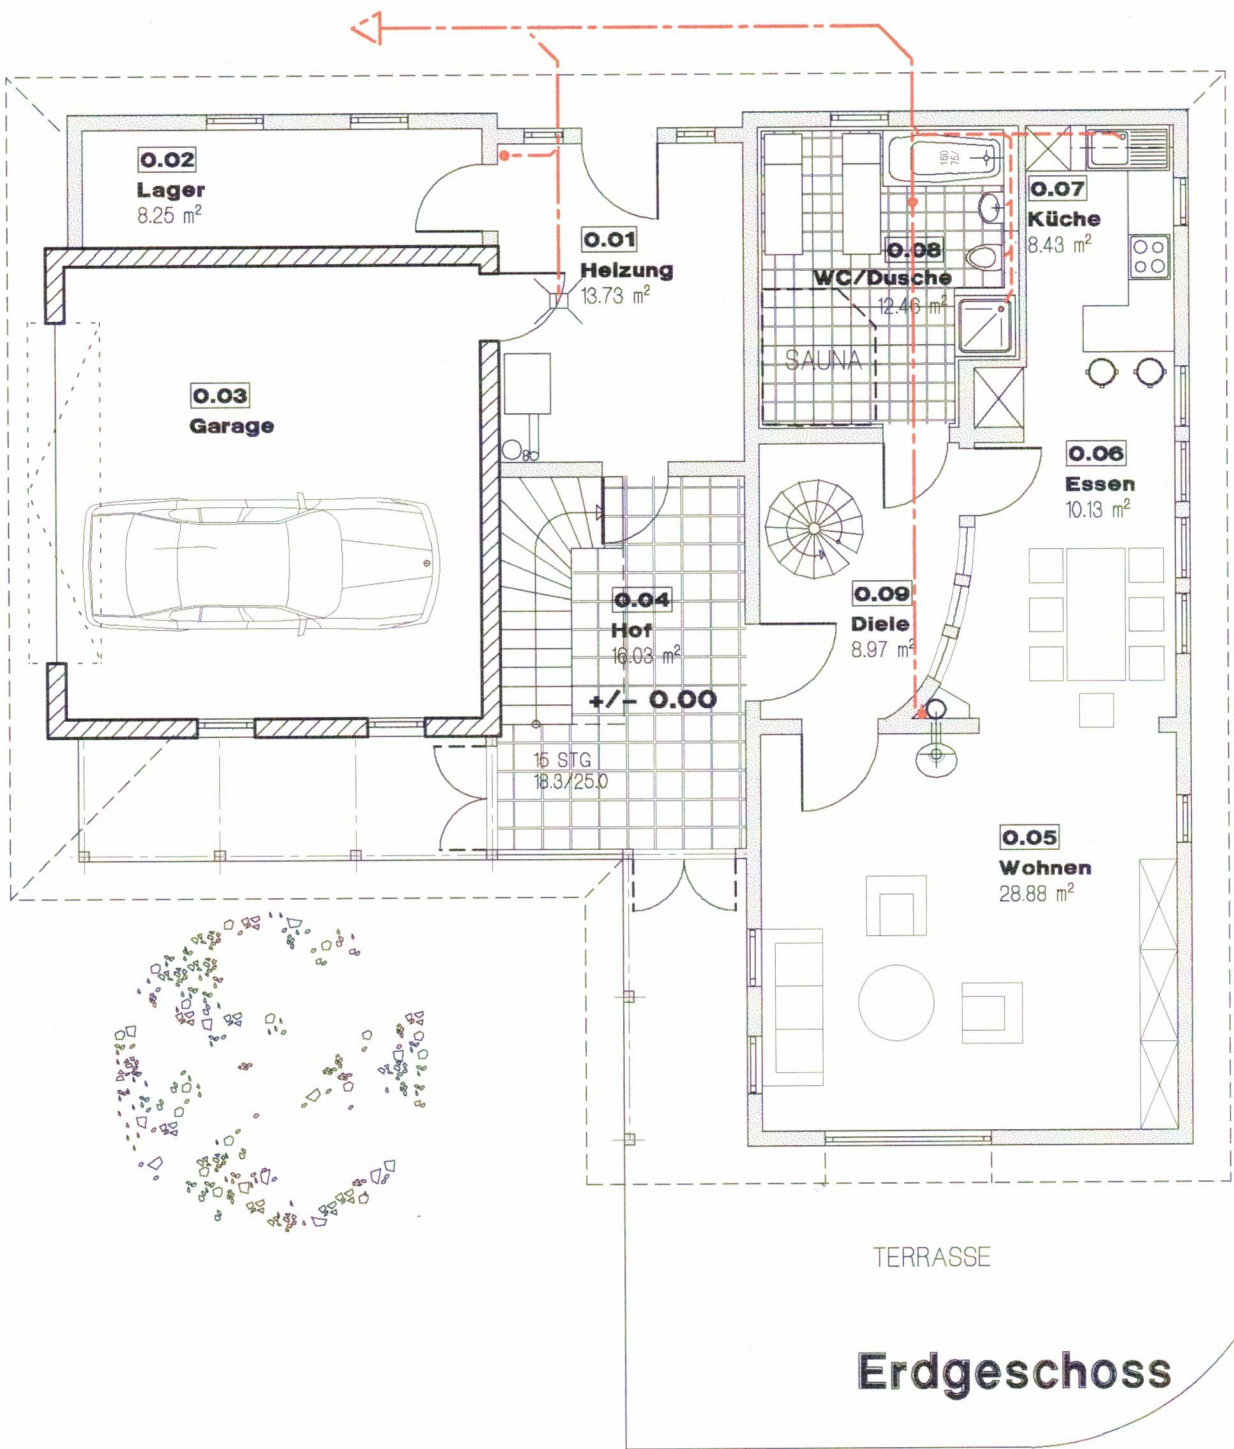 0.02
Lager
8.25 m²
0.01
Heizung
13.73 m²
160
75/
0.07
Küche
8.43 m²
0.08
WC/Dusche
12.46 m²
SAUNA
0.03
Garage
0.06
Essen
10.13 m²
0.04
Hof
16.03 m²
+/- 0.00
0.09
Diele
8.97 m²
15 STG
18.3/25.0
0.05
Wohnen
28.88 m²
TERRASSE
Erdgeschoss